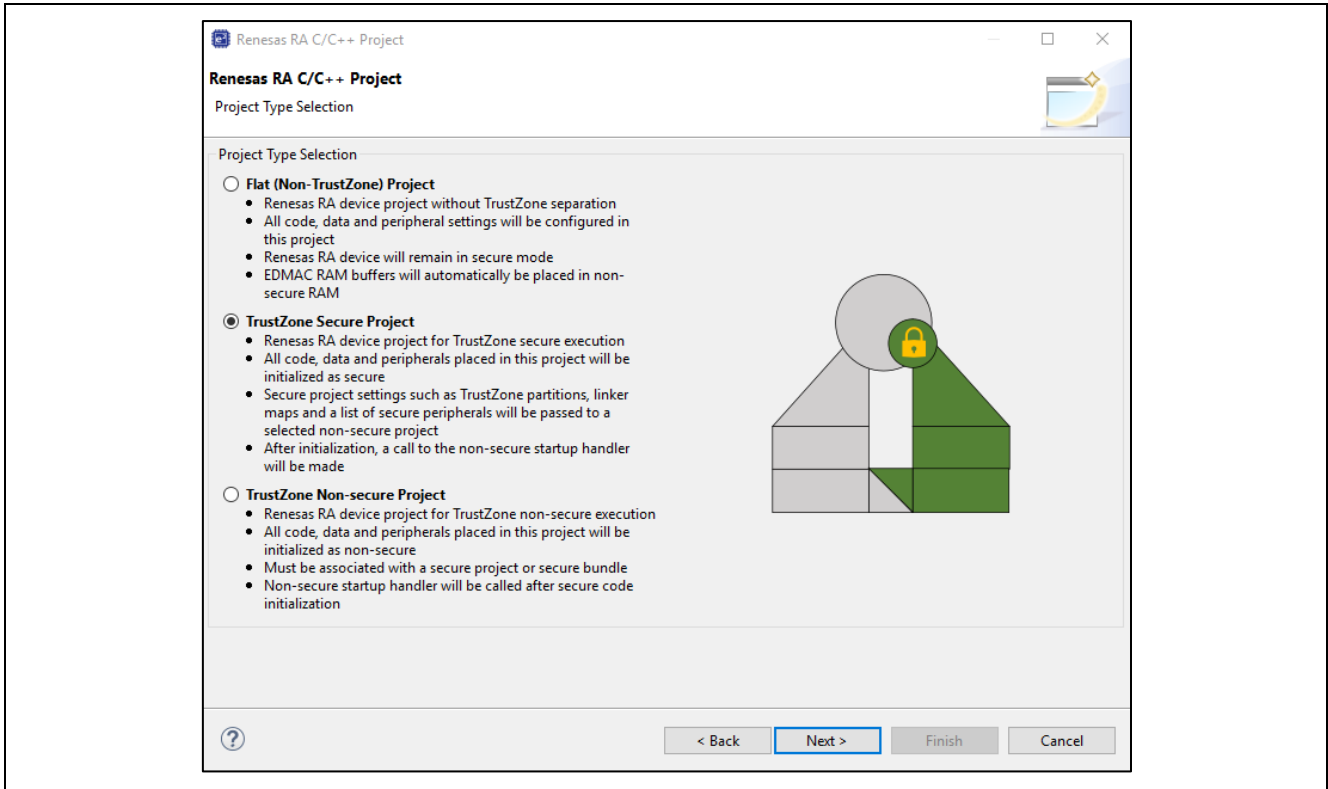 Renesas RA C/C++ Project
Renesas RA C/C++ Project
Project Type Selection
Project Type Selection
Flat (Non-TrustZone) Project
• Renesas RA device project without TrustZone separation
• All code, data and peripheral settings will be configured in
this project
• Renesas RA device will remain in secure mode
• EDMAC RAM buffers will automatically be placed in non-
secure RAM
TrustZone Secure Project
• Renesas RA device project for TrustZone secure execution
• All code, data and peripherals placed in this project will be
initialized as secure
• Secure project settings such as TrustZone partitions, linker
maps and a list of secure peripherals will be passed to a
selected non-secure project
• After initialization, a call to the non-secure startup handler
will be made
TrustZone Non-secure Project
• Renesas RA device project for TrustZone non-secure execution
• All code, data and peripherals placed in this project will be
initialized as non-secure
• Must be associated with a secure project or secure bundle
• Non-secure startup handler will be called after secure code
initialization
? < Back Next > Finish Cancel